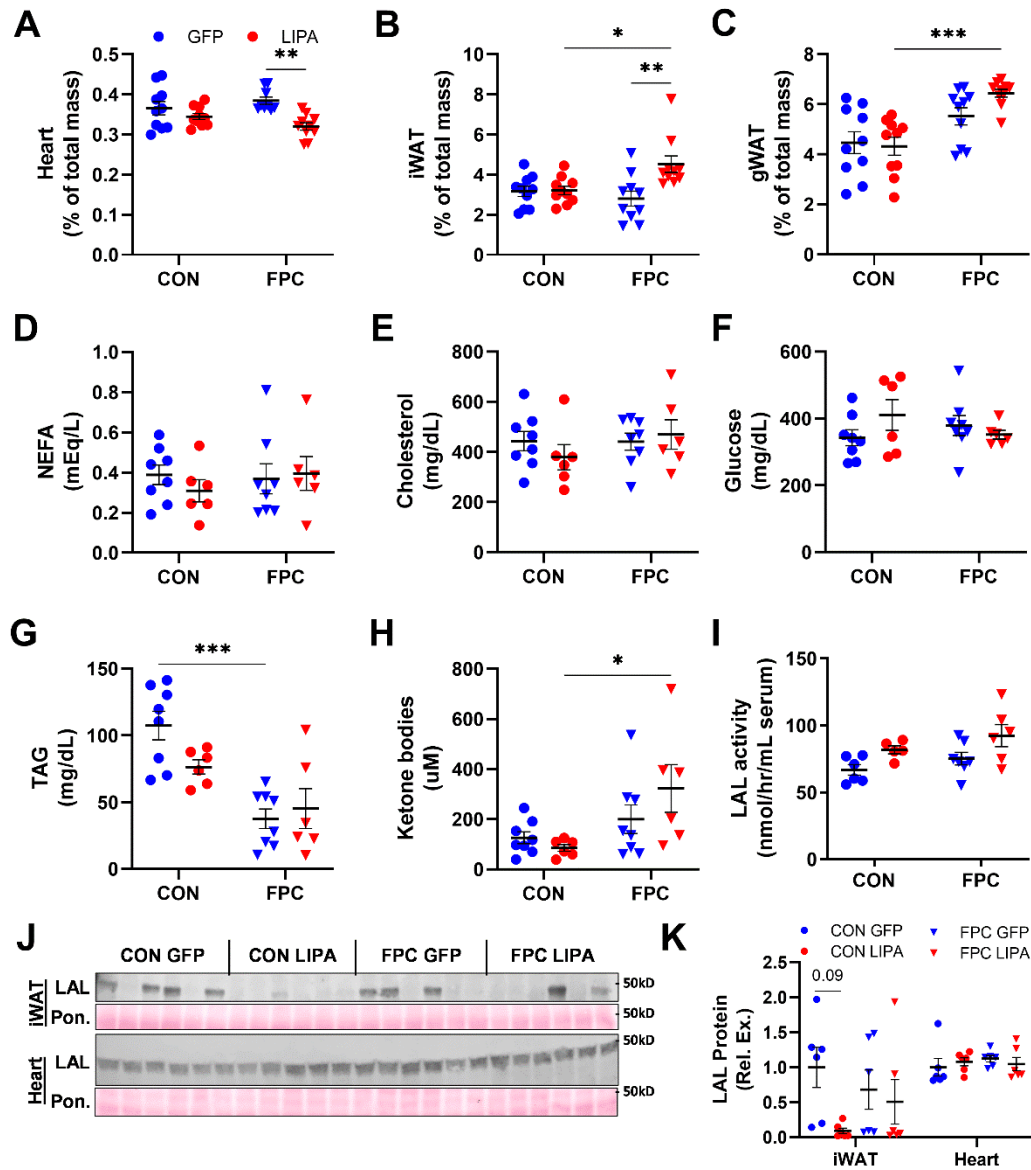 A
GFP
LIPA
**
Heart
(% of total mass)
0.5
0.4
0.3
0.2
0.1
0.0
CON
FPC
B
*
**
iWAT
(% of total mass)
10
8
6
4
2
0
CON
FPC
C
***
gWAT
(% of total mass)
8
6
4
2
0
CON
FPC
D
NEFA
(mEq/L)
1.0
0.8
0.6
0.4
0.2
0.0
CON
FPC
E
Cholesterol
(mg/dL)
800
600
400
200
0
CON
FPC
F
Glucose
(mg/dL)
600
400
200
0
CON
FPC
G
***
TAG
(mg/dL)
150
100
50
0
CON
FPC
H
*
Ketone bodies
(uM)
800
600
400
200
0
CON
FPC
I
LAL activity
(nmol/hr/mL serum)
150
100
50
0
CON
FPC
J
CON GFP
CON LIPA
FPC GFP
FPC LIPA
iWAT
LAL
50kD
Pon.
50kD
Heart
LAL
50kD
Pon.
50kD
K
CON GFP
FPC GFP
CON LIPA
FPC LIPA
LAL Protein
(Rel. Ex.)
2.5
2.0
1.5
1.0
0.5
0.0
0.09
iWAT
Heart